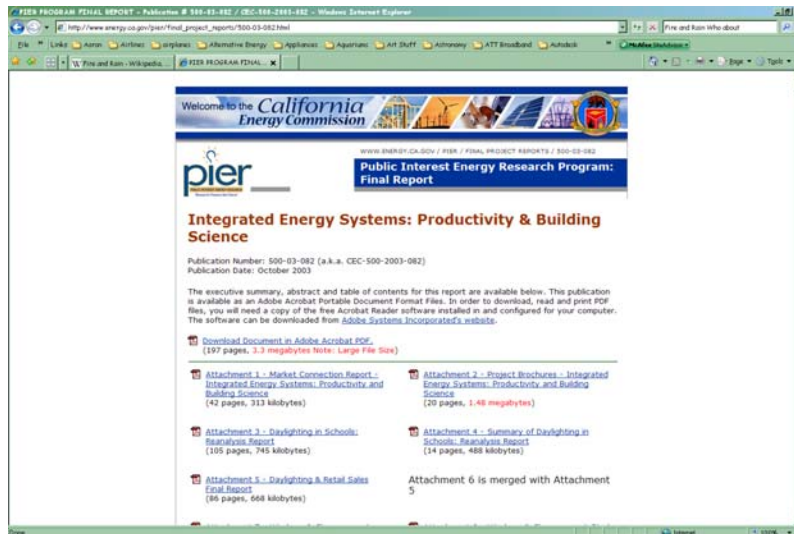 PIER PROGRAM FINAL REPORT - Publication # 500-03-082 / CEC-500-2003-082 - Windows Internet Explorer
http://www.energy.ca.gov/pier/final_project_reports/500-03-082.html
Fire and Rain Who about
File
Links Aaron Airlines airplanes Alternative Energy Appliances Aquariums Art Stuff Astronomy ATT Broadband Autodesk
McAfee SiteAdvisor
Fire and Rain - Wikipedia, ...
PIER PROGRAM FINAL ...
Page Tools
Welcome to the California
Energy Commission
WWW.ENERGY.CA.GOV / PIER / FINAL PROJECT REPORTS / 500-03-082
pier
Public Interest Energy Research Program:
Final Report
Integrated Energy Systems: Productivity & Building
Science
Publication Number: 500-03-082 (a.k.a. CEC-500-2003-082)
Publication Date: October 2003
The executive summary, abstract and table of contents for this report are available below. This publication
is available as an Adobe Acrobat Portable Document Format Files. In order to download, read and print PDF
files, you will need a copy of the free Acrobat Reader software installed in and configured for your computer.
The software can be downloaded from Adobe Systems Incorporated's website.
Download Document in Adobe Acrobat PDF.
(197 pages, 3.3 megabytes Note: Large File Size)
Attachment 1 - Market Connection Report -
Integrated Energy Systems: Productivity and
Building Science
(42 pages, 313 kilobytes)
Attachment 2 - Project Brochures - Integrated
Energy Systems: Productivity and Building
Science
(20 pages, 1.48 megabytes)
Attachment 3 - Daylighting in Schools:
Reanalysis Report
(105 pages, 745 kilobytes)
Attachment 4 - Summary of Daylighting in
Schools: Reanalysis Report
(14 pages, 488 kilobytes)
Attachment 5 - Daylighting & Retail Sales
Final Report
(86 pages, 668 kilobytes)
Attachment 6 is merged with Attachment
5
Done
Internet